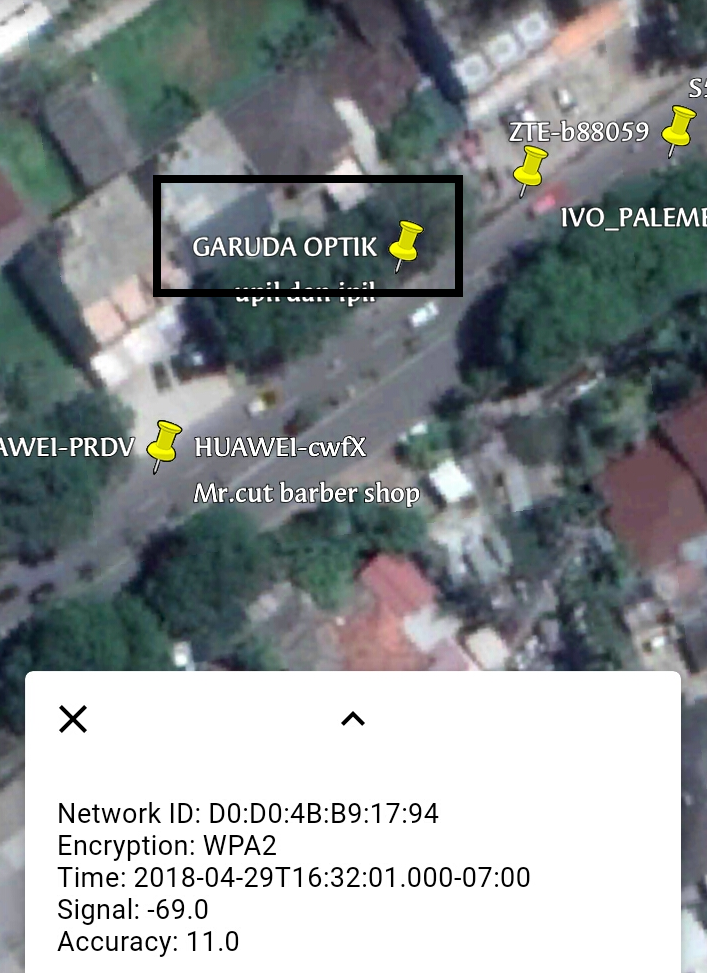 S
ZTE-b88059
IVO_PALEMB
GARUDA OPTIK
upil dan ipil
AWEI-PRDV
HUAWEI-cwfX
Mr.cut barber shop
Network ID: D0:D0:4B:B9:17:94
Encryption: WPA2
Time: 2018-04-29T16:32:01.000-07:00
Signal: -69.0
Accuracy: 11.0